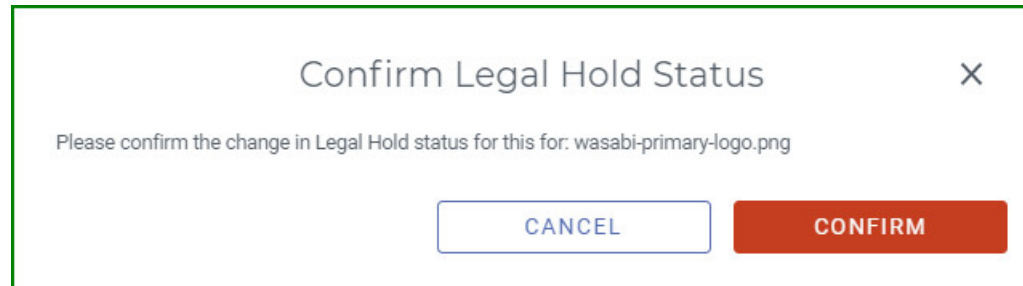 Confirm Legal Hold Status
Please confirm the change in Legal Hold status for this for: wasabi-primary-logo.png
CANCEL
CONFIRM